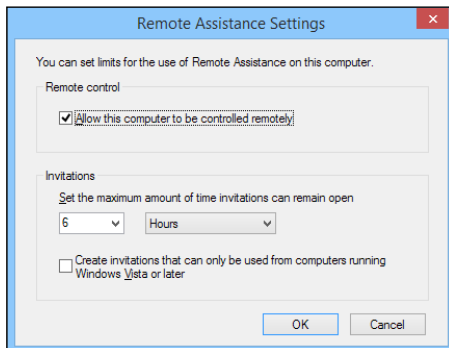 Remote Assistance Settings
You can set limits for the use of Remote Assistance on this computer.
Remote control
Allow this computer to be controlled remotely
Invitations
Set the maximum amount of time invitations can remain open
6 Hours
Create invitations that can only be used from computers running
Windows Vista or later
OK Cancel